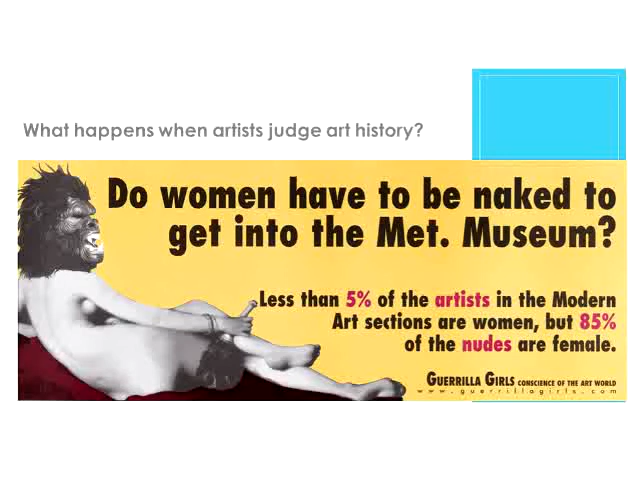 What happens when artists judge art history?
Do women have to be naked to
get into the Met. Museum?
Less than 5% of the artists in the Modern
Art sections are women, but 85%
of the nudes are female.
GUERRILLA GIRLS CONSCIENCE OF THE ART WORLD
www.guerrillagirls.com